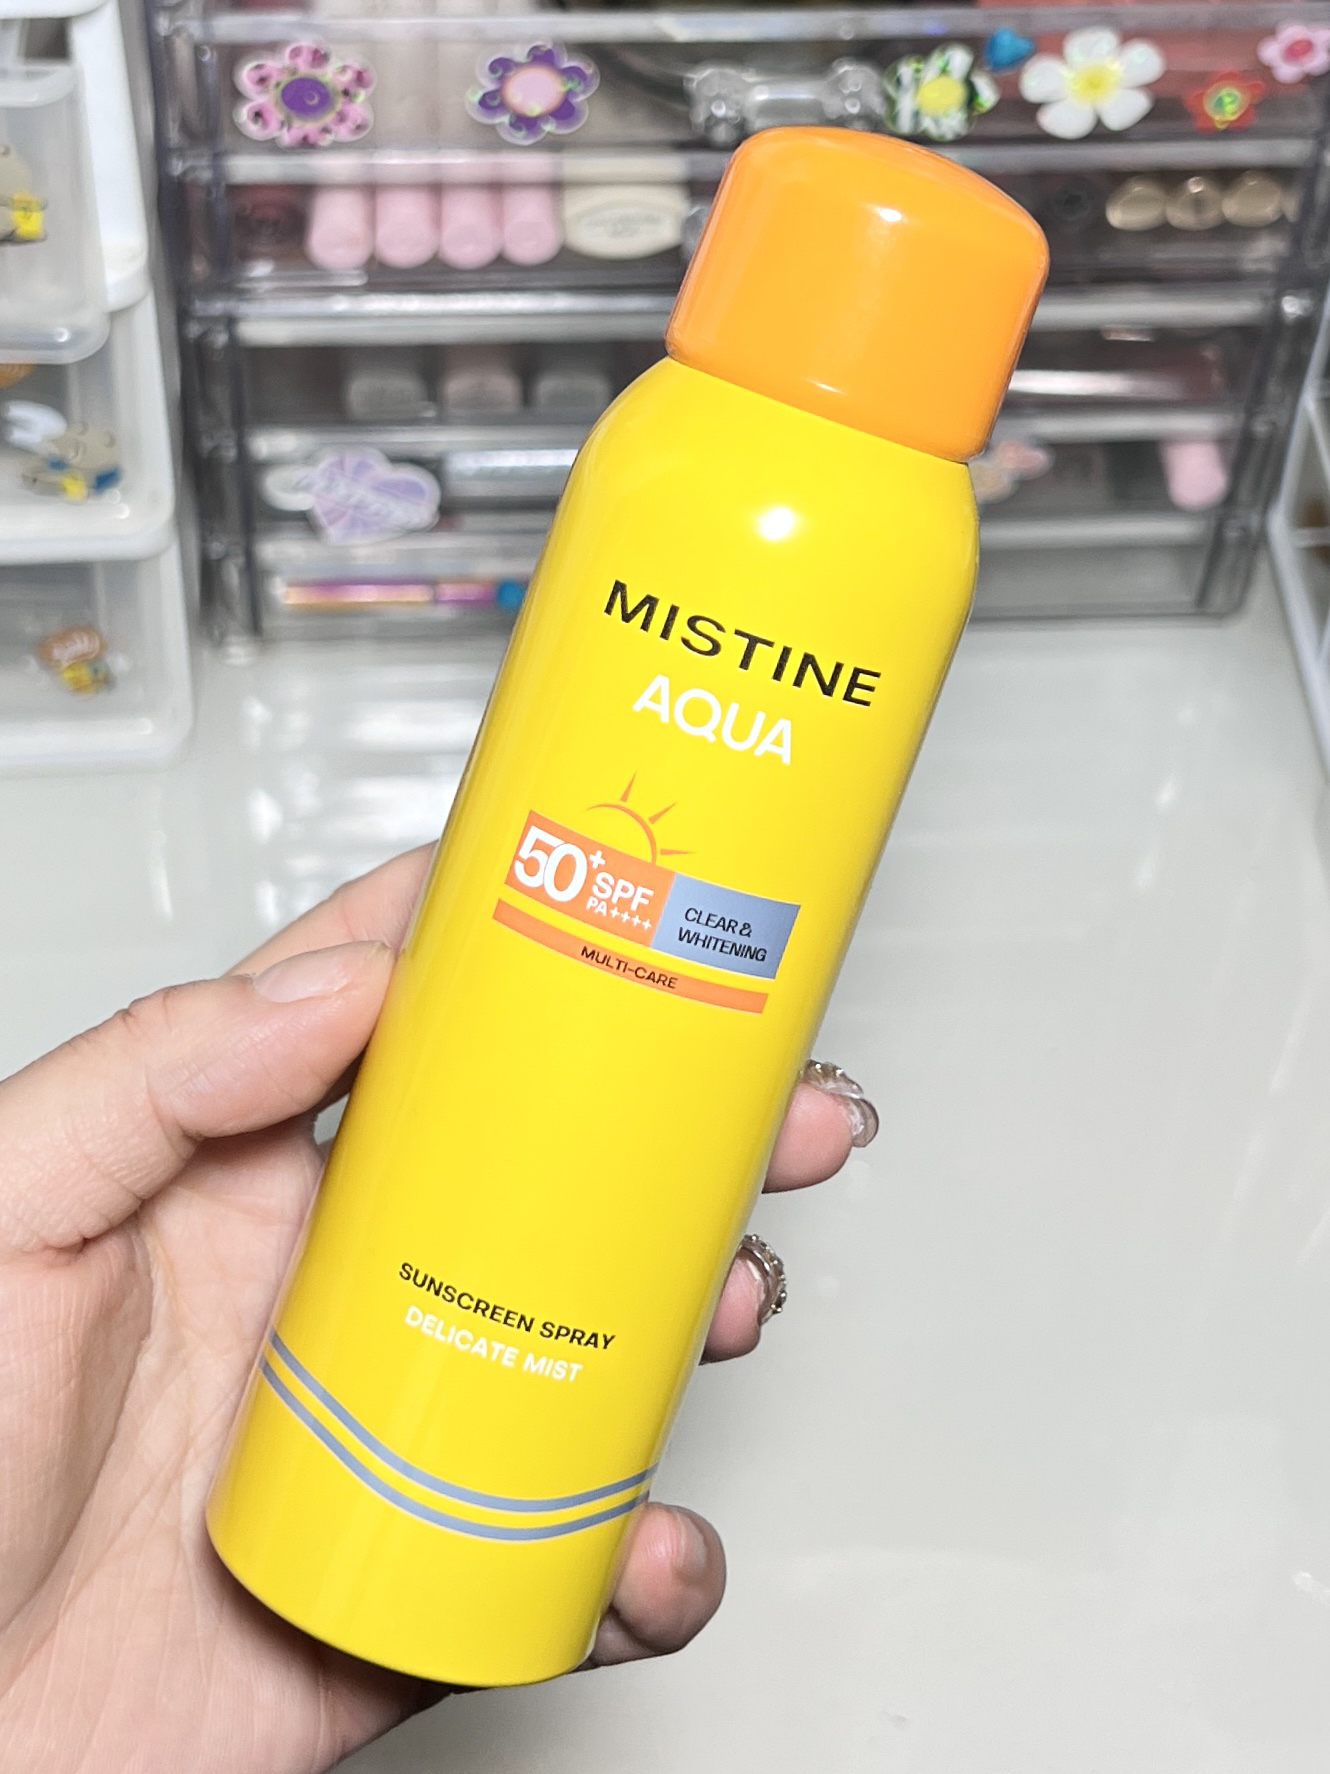 MISTINE
AQUA
50+ SPF
PA++++
CLEAR &
WHITENING
MULTI-CARE
SUNSCREEN SPRAY
DELICATE MIST